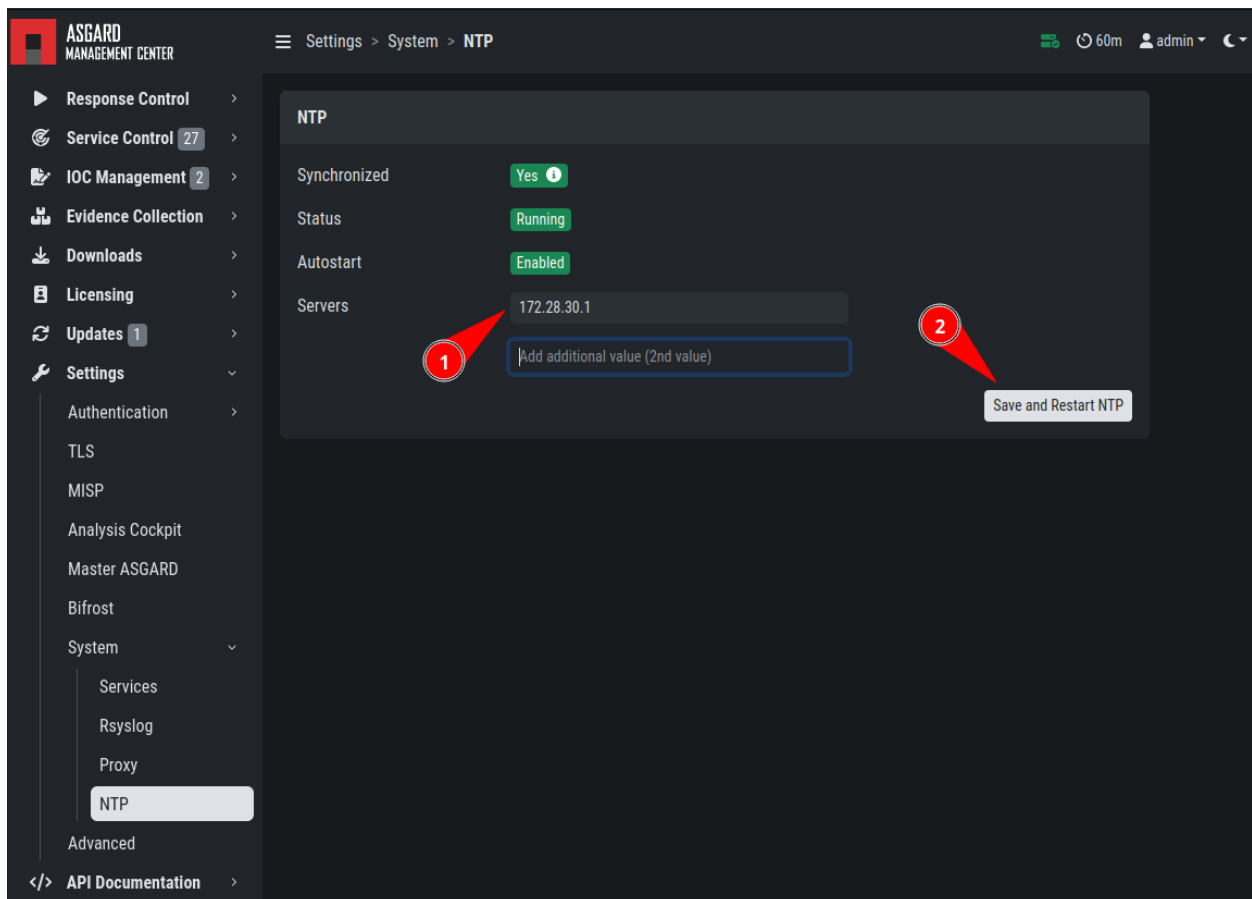 ASGARD
MANAGEMENT CENTER
Settings > System > NTP
60m
admin
Response Control
Service Control 27
IOC Management 2
Evidence Collection
Downloads
Licensing
Updates 1
Settings
Authentication
TLS
MISP
Analysis Cockpit
Master ASGARD
Bifrost
System
Services
Rsyslog
Proxy
NTP
Advanced
</> API Documentation
NTP
Synchronized Yes
Status Running
Autostart Enabled
Servers 172.28.30.1
Add additional value (2nd value)
1
2
Save and Restart NTP